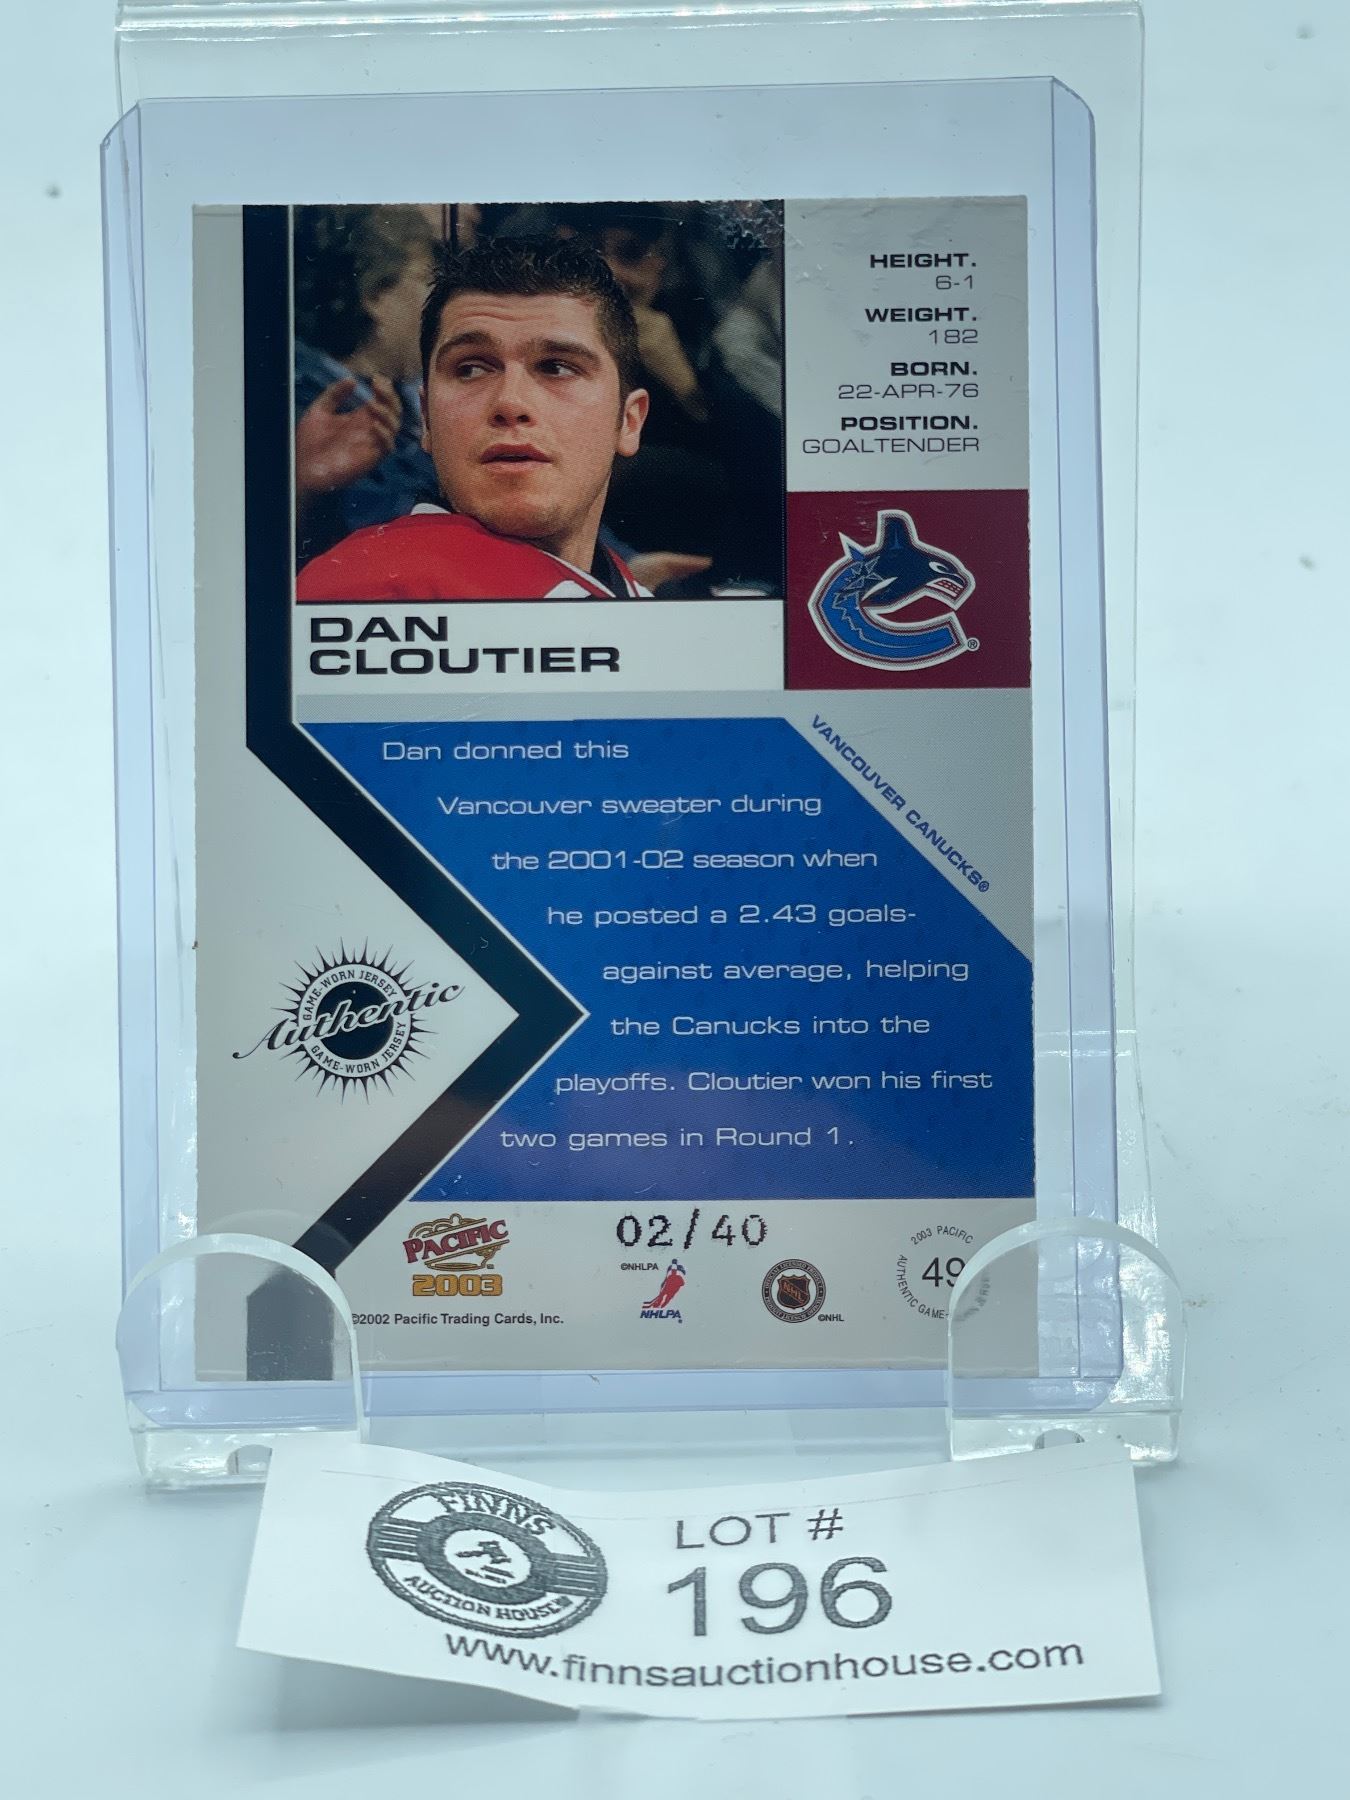 HEIGHT.
6-1
WEIGHT.
182
BORN.
22-APR-76
POSITION.
GOALTENDER
DAN
CLOUTIER
VANCOUVER CANUCKS®
Dan donned this
Vancouver sweater during
the 2001-02 season when
he posted a 2.43 goals-
against average, helping
the Canucks into the
playoffs. Cloutier won his first
two games in Round 1.
GAME-WORN JERSEY
Authentic
GAME-WORN JERSEY
PACIFIC
2003
02/40
©NHLPA
NHLPA
NHL
©NHL
2003 PACIFIC
49
AUTHENTIC GAME-
©2002 Pacific Trading Cards, Inc.
FINNS
AUCTION HOUSE
LOT #
196
www.finnsauctionhouse.com